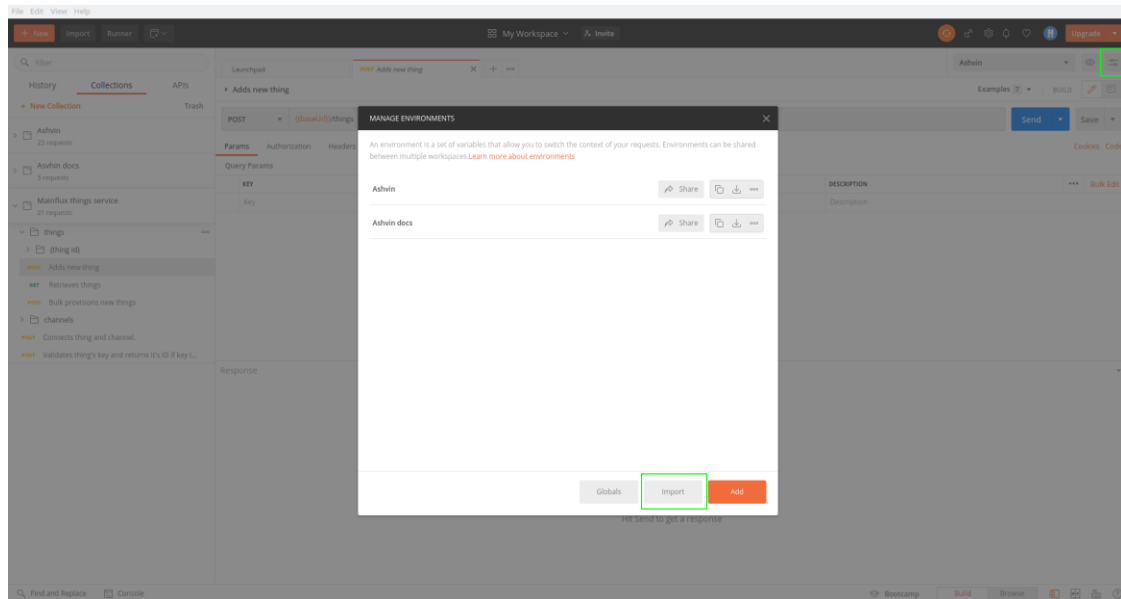 File Edit View Help
+ New Import Runner My Workspace Invite Upgrade
Filter
History Collections APIs
+ New Collection Trash
Ashvin
23 requests
Asvhin docs
3 requests
Mainflux things service
21 requests
things
{thing id}
POST Adds new thing
GET Retrieves things
POST Bulk provisions new things
channels
POST Connects thing and channel.
POST Validates thing's key and returns it's ID if key i...
Launchpad POST Adds new thing Ashvin
Adds new thing Examples 7 BUILD
POST {{baseUrl}}/things Send Save
Params Authorization Headers Cookies Code
Query Params
KEY DESCRIPTION Bulk Edit
Key Description
MANAGE ENVIRONMENTS
An environment is a set of variables that allow you to switch the context of your requests. Environments can be shared
between multiple workspaces.Learn more about environments
Ashvin Share
Ashvin docs Share
Globals Import Add
Response
Hit Send to get a response
Find and Replace Console Bootcamp Build Browse